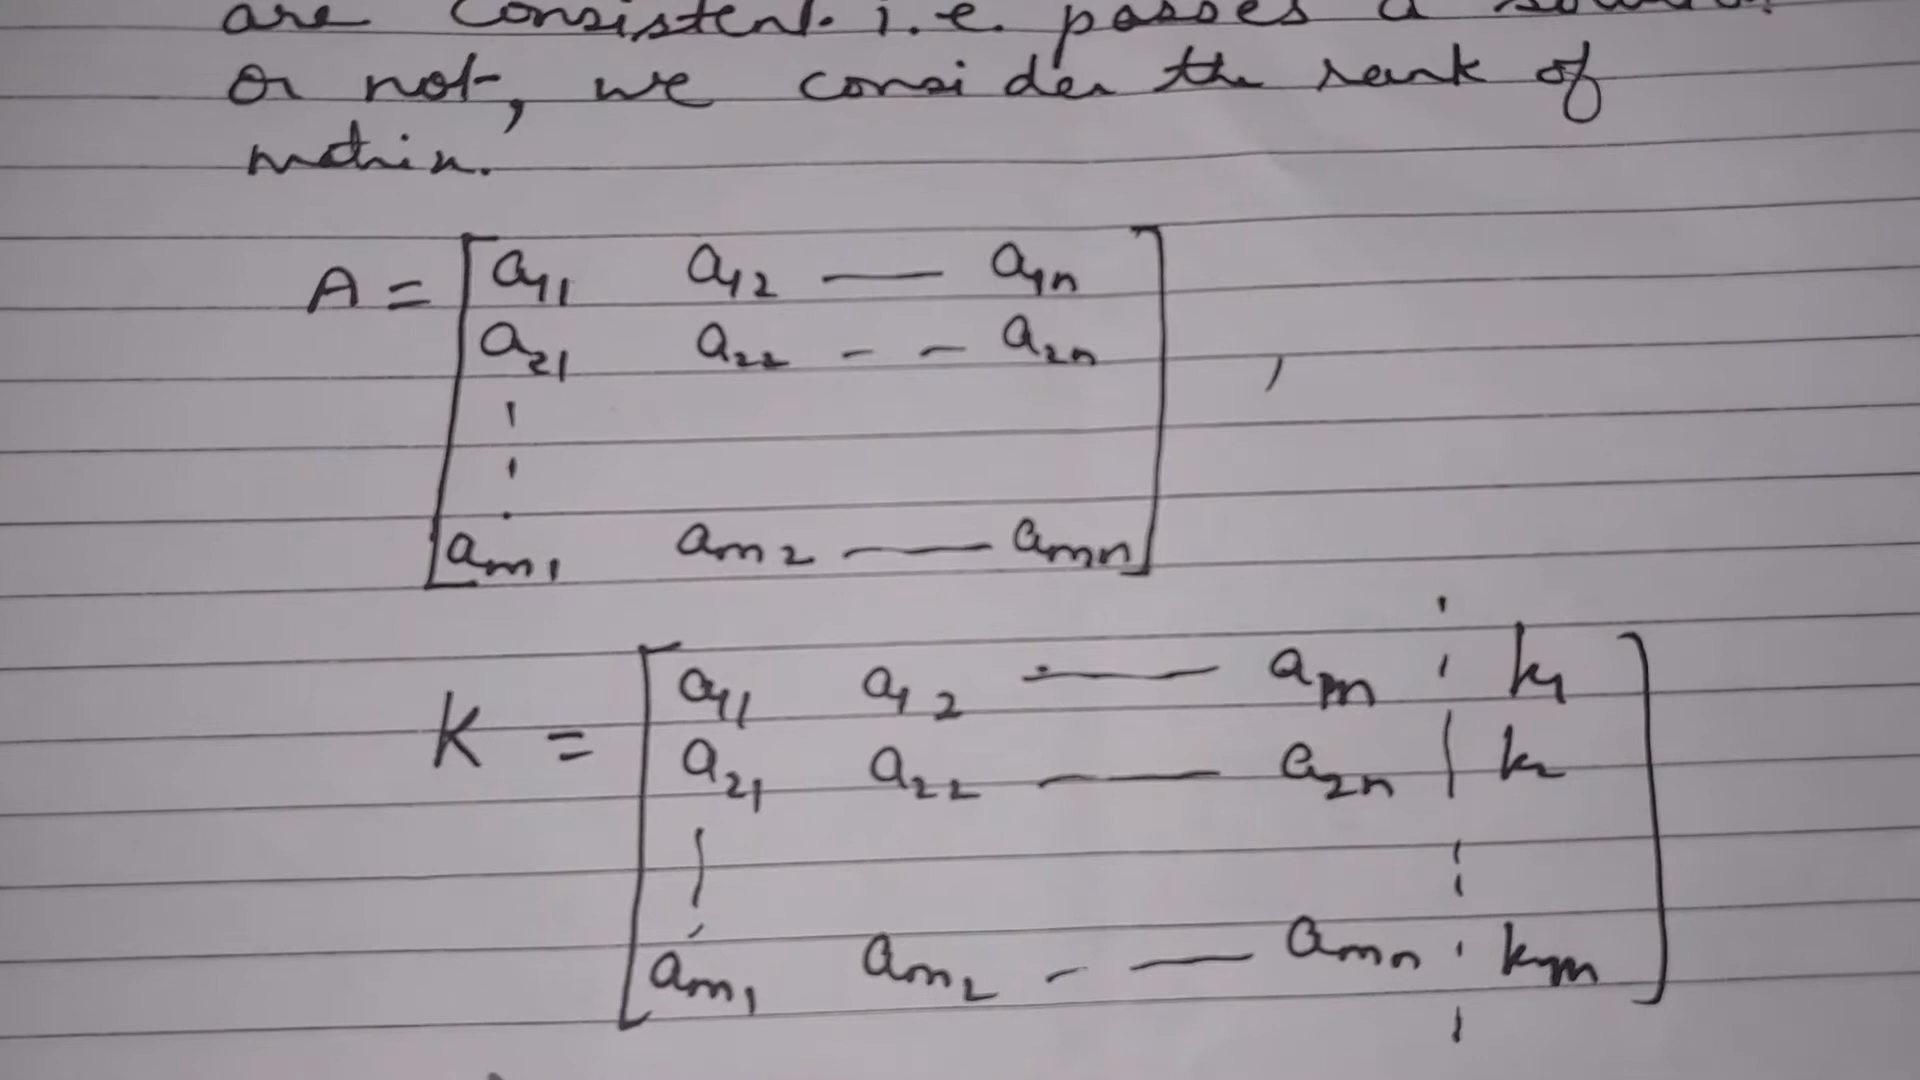 are consistent. i.e. posses a
or not, we consider the rank of
matrix.
A = [ a11 a12 —— a1n
a21 a22 - - a2n
am1 am2 —— amn ] ,
K = [ a11 a12 —— a1n : k1
a21 a22 —— a2n | k2
am1 am2 - —— amn : km ]